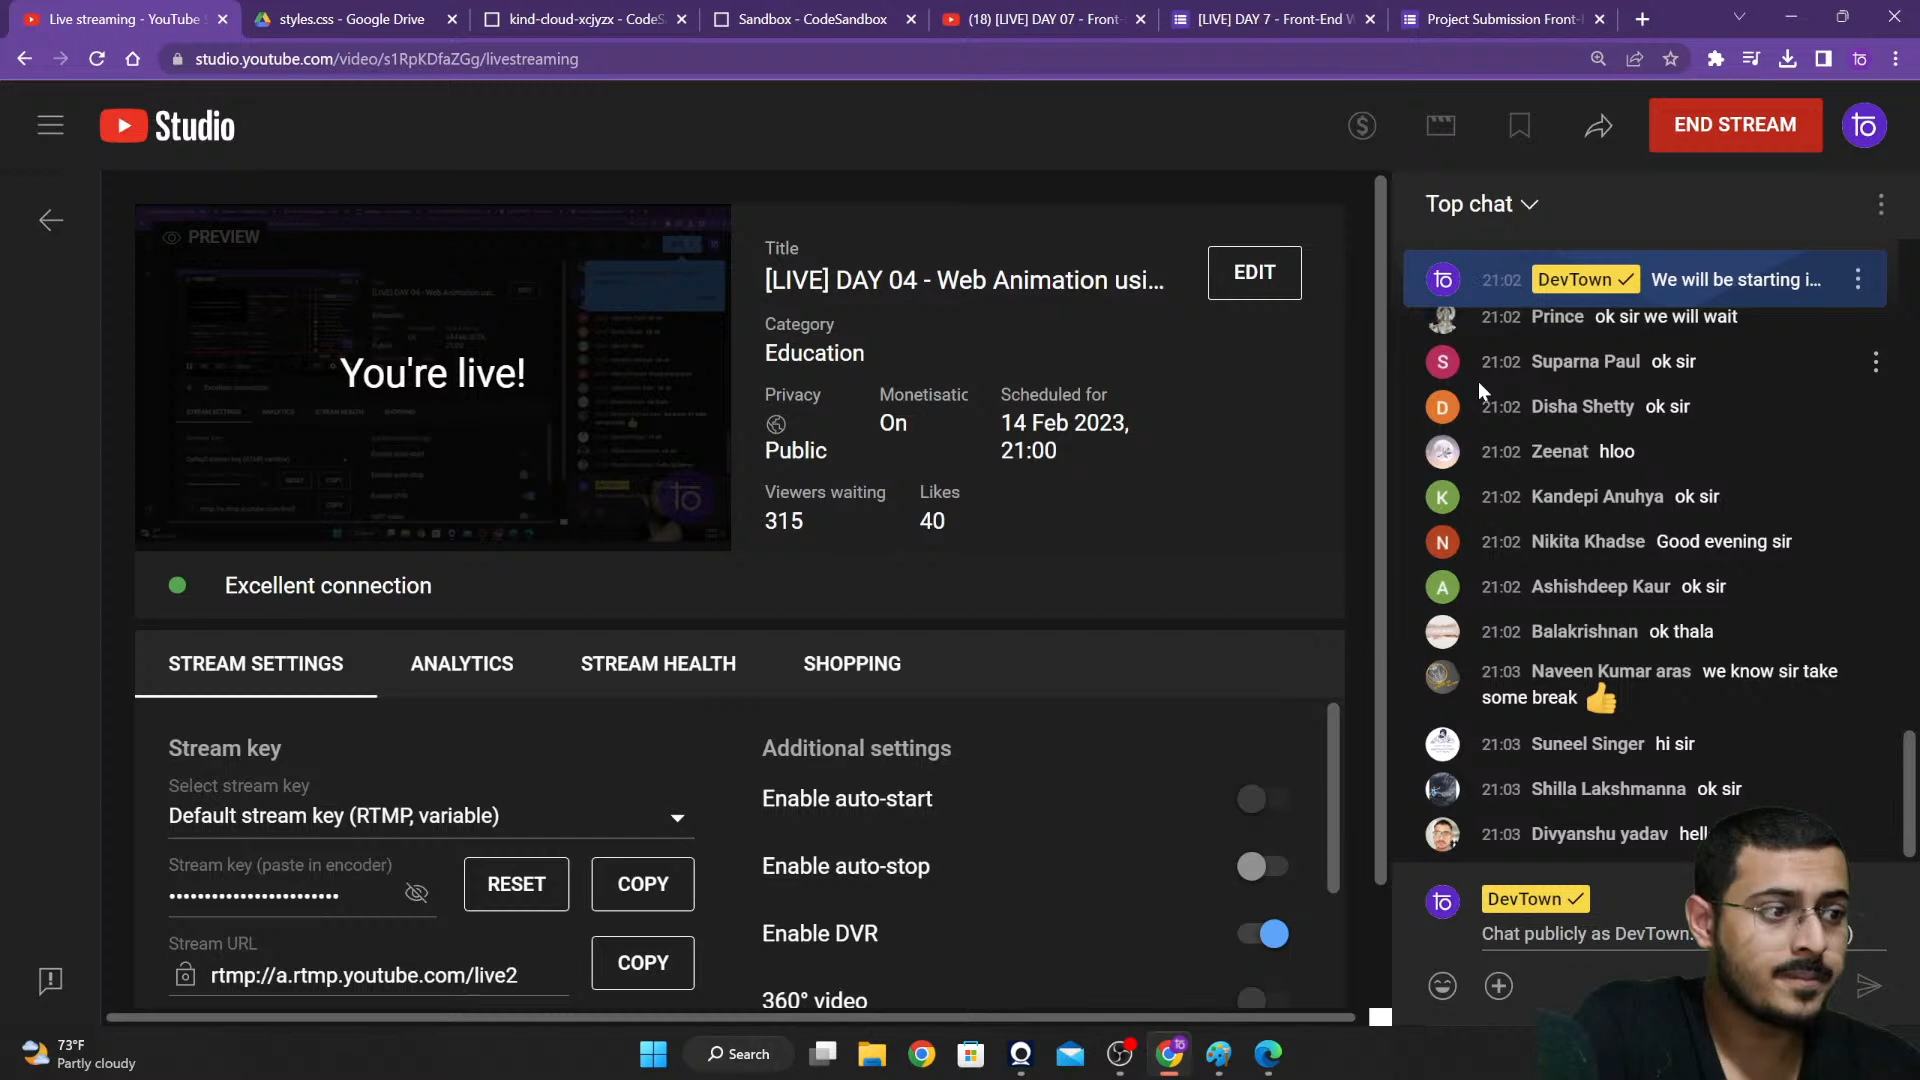 Live streaming - YouTube S
styles.css - Google Drive
kind-cloud-xcjyzx - CodeS
Sandbox - CodeSandbox
(18) [LIVE] DAY 07 - Front-
[LIVE] DAY 7 - Front-End W
Project Submission Front-
studio.youtube.com/video/s1RpKDfaZGg/livestreaming
Studio
END STREAM
PREVIEW
You're live!
Title
[LIVE] DAY 04 - Web Animation usi...
EDIT
Category
Education
Privacy
Public
Monetisatic
On
Scheduled for
14 Feb 2023,
21:00
Viewers waiting
315
Likes
40
Excellent connection
STREAM SETTINGS
ANALYTICS
STREAM HEALTH
SHOPPING
Stream key
Select stream key
Default stream key (RTMP, variable)
Stream key (paste in encoder)
••••••••••••••••••••••••
RESET
COPY
Stream URL
rtmp://a.rtmp.youtube.com/live2
COPY
Additional settings
Enable auto-start
Enable auto-stop
Enable DVR
360° video
Top chat
21:02 DevTown We will be starting i...
21:02 Prince ok sir we will wait
S 21:02 Suparna Paul ok sir
D 21:02 Disha Shetty ok sir
21:02 Zeenat hloo
K 21:02 Kandepi Anuhya ok sir
N 21:02 Nikita Khadse Good evening sir
A 21:02 Ashishdeep Kaur ok sir
21:02 Balakrishnan ok thala
21:03 Naveen Kumar aras we know sir take
some break 👍
21:03 Suneel Singer hi sir
21:03 Shilla Lakshmanna ok sir
21:03 Divyanshu yadav hell
DevTown
Chat publicly as DevTown.
73°F
Partly cloudy
Search